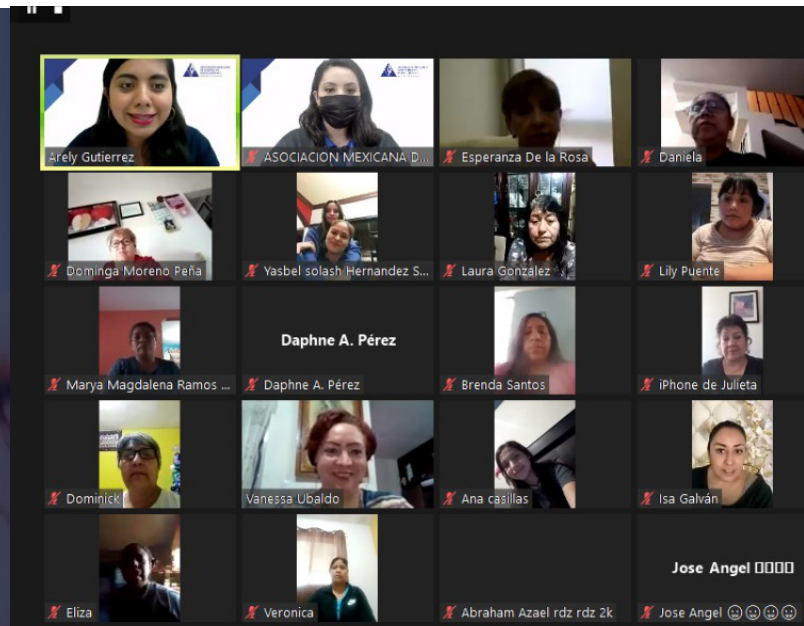 Arely Gutierrez
ASOCIACION MEXICANA D...
Esperanza De la Rosa
Daniela
Dominga Moreno Peña
Yasbel solash Hernandez S...
Laura González
Lily Puente
Marya Magdalena Ramos ...
Daphne A. Pérez
Daphne A. Pérez
Brenda Santos
iPhone de Julieta
Dominick
Vanessa Ubaldo
Ana casillas
Isa Galván
Eliza
Veronica
Abraham Azael rdz rdz 2k
Jose Angel
Jose Angel